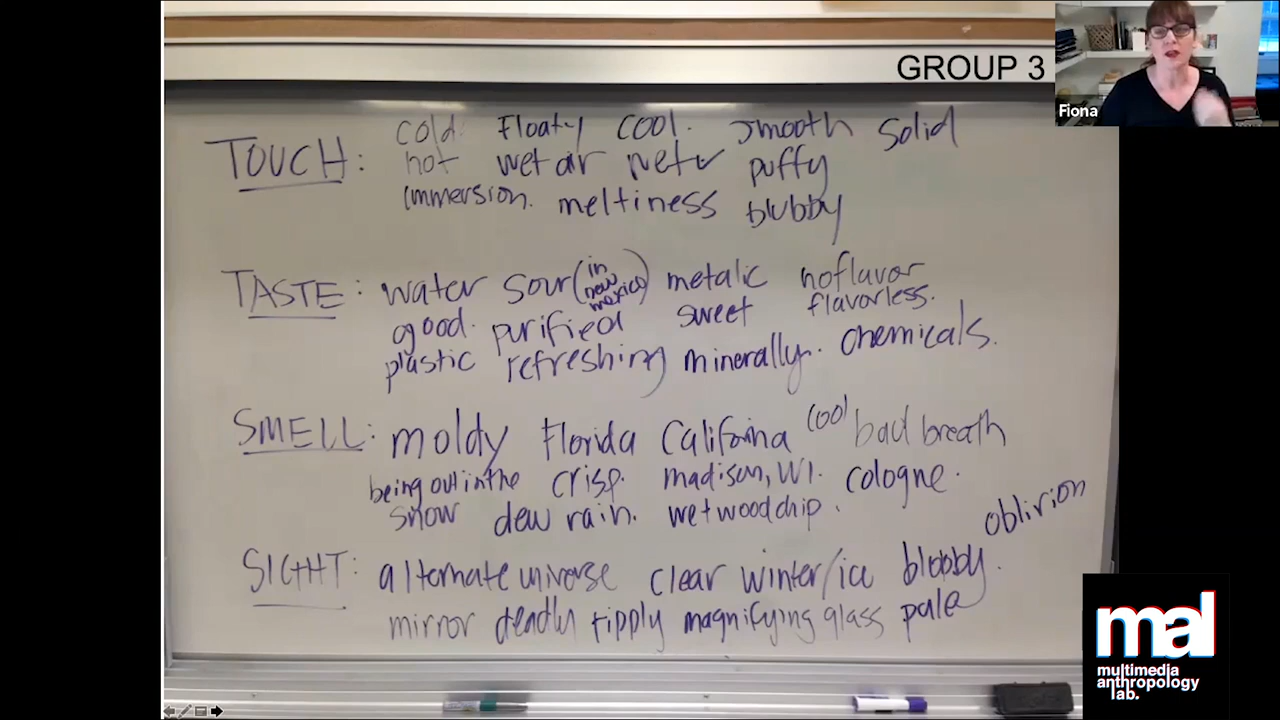 GROUP 3
Fiona
TOUCH: cold. Floaty cool. smooth solid
hot wet air wet puffy
immersion. meltiness blubby
TASTE: water sour (in new mexico) metalic noflavor
good. purified sweet flavorless.
plastic refreshing minerally. chemicals.
SMELL: moldy Florida California cool bad breath
being out in the crisp. madison, WI. cologne.
snow dew rain. wet woodchip.
oblivion
SIGHT: alternate universe clear winter/ice blobby.
mirror deadly ripply magnifying glass pale
mal
multimedia
anthropology
lab.